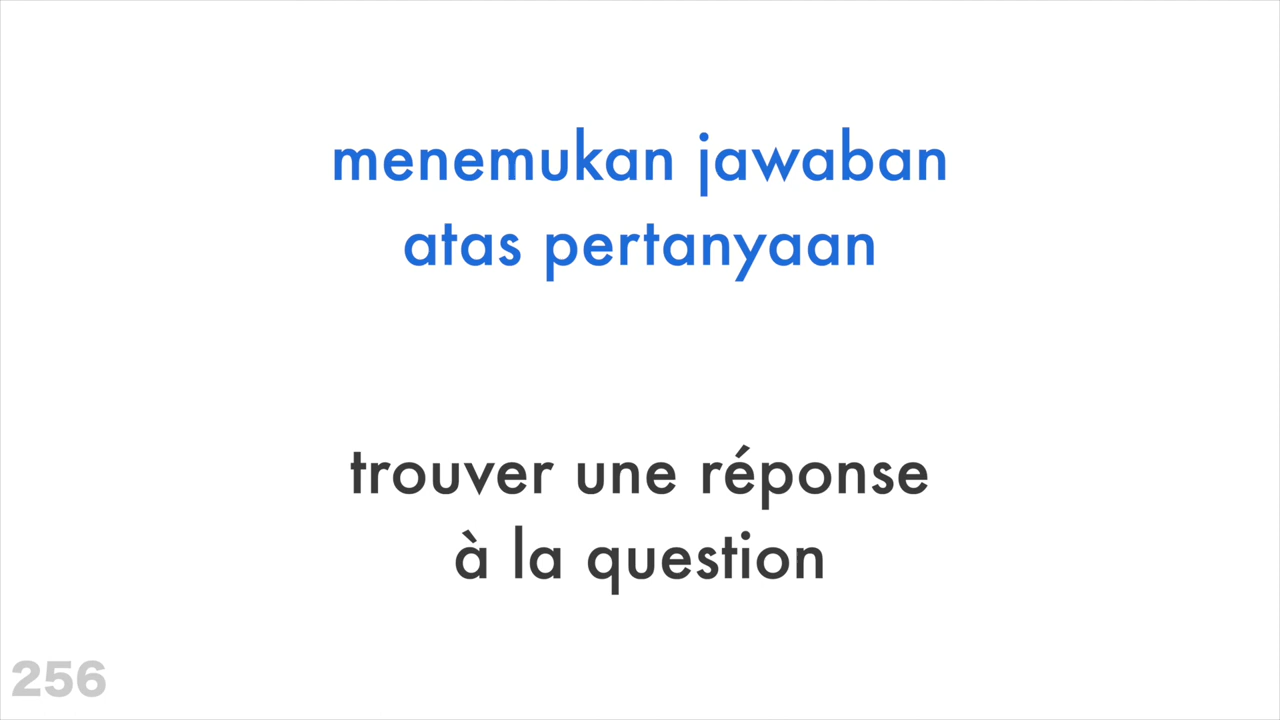 menemukan jawaban
atas pertanyaan
trouver une réponse
à la question
256